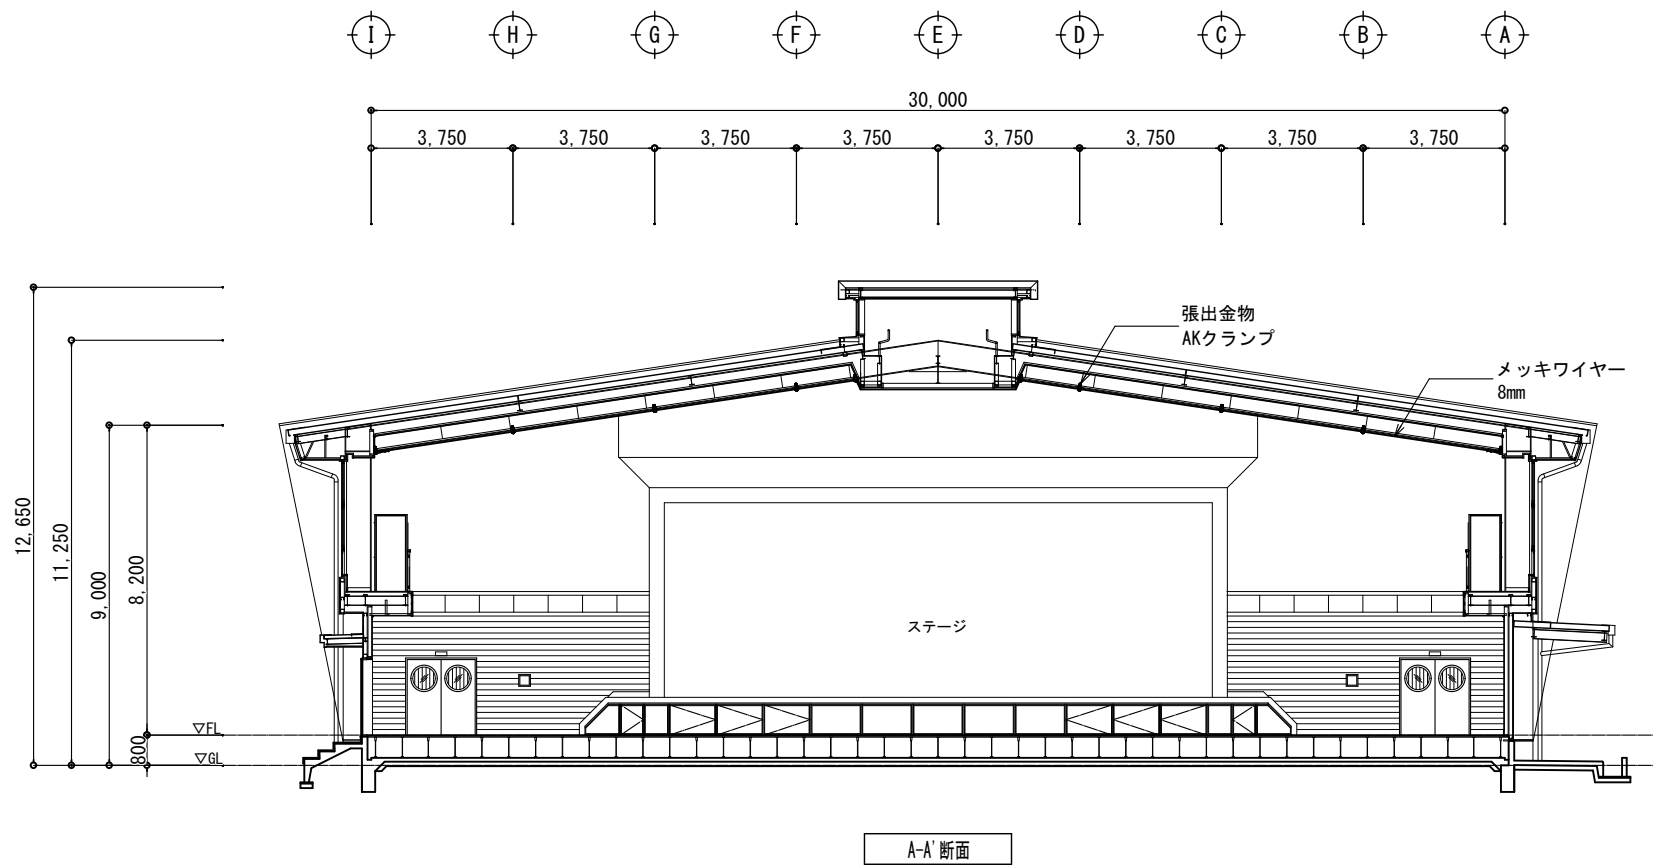 I H G F E D C B A
30,000
3,750 3,750 3,750 3,750 3,750 3,750 3,750 3,750
張出金物
AKクランプ
メッキワイヤー
8mm
12,650
11,250
9,000
8,200
ステージ
▽FL
800
▽GL
A-A'断面